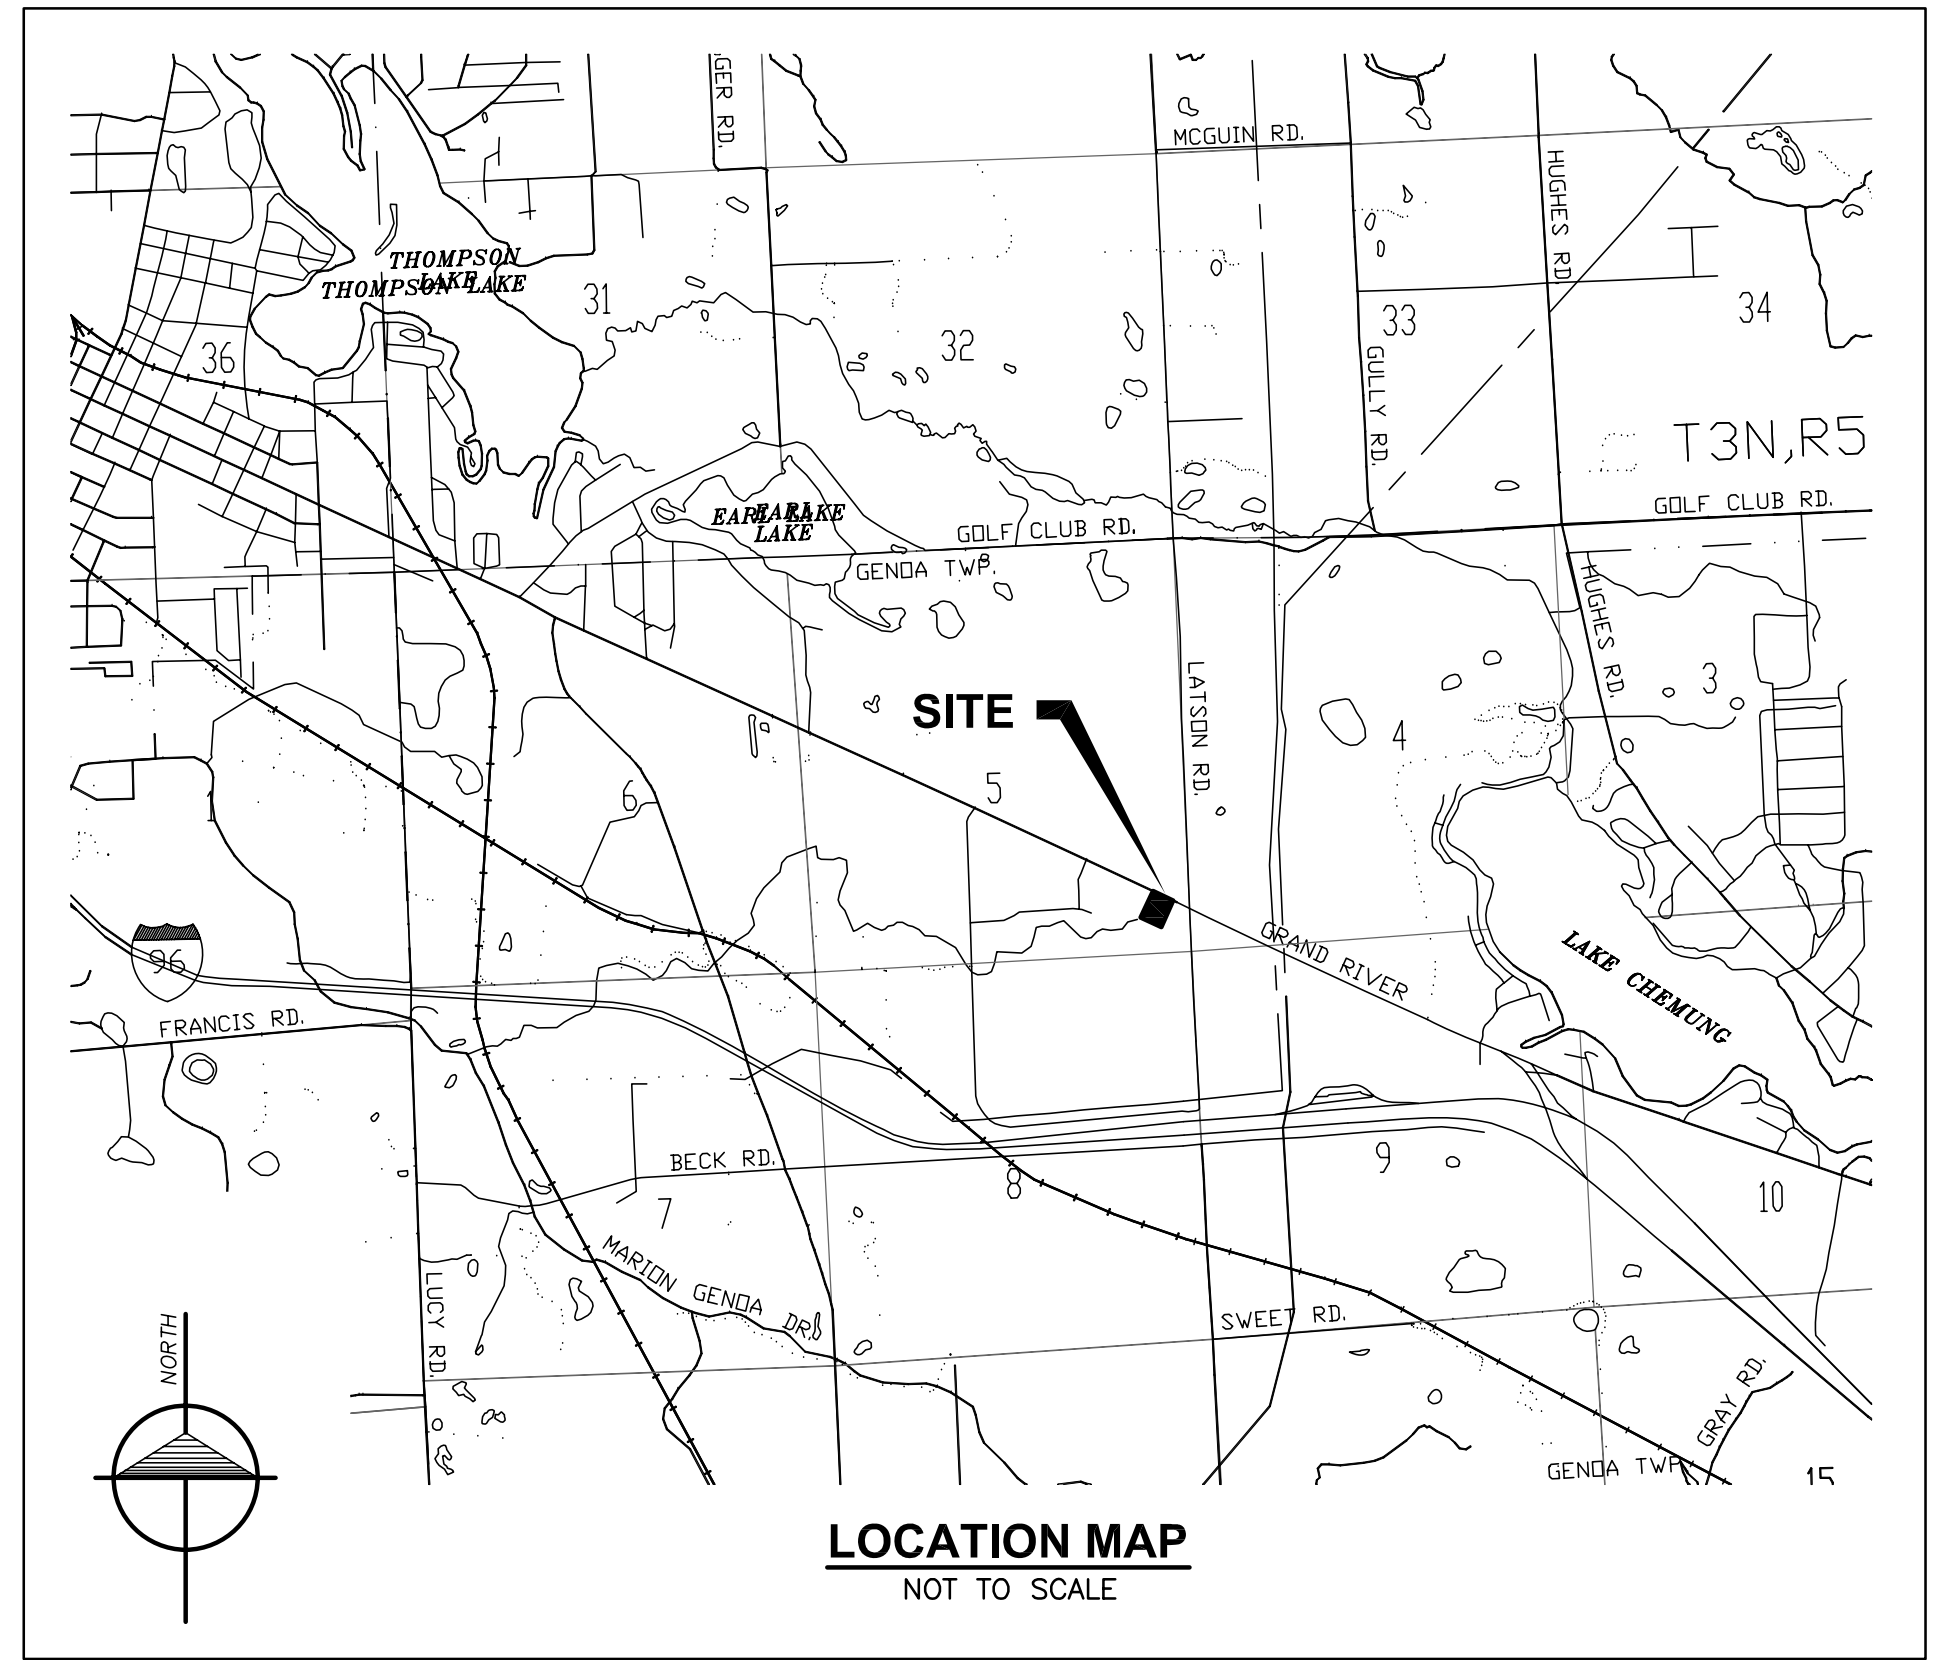 GER RD.
MCGUIN RD.
HUGHES RD.
THOMPSON
LAKE
THOMPSON LAKE
31
32
33
34
36
GULLY RD.
T3N,R5
EARL LAKE
EARL
LAKE
GOLF CLUB RD.
GOLF CLUB RD.
GENOA TWP.
HUGHES RD.
LATSON RD.
SITE
3
4
5
6
1
96
GRAND RIVER
LAKE CHEMUNG
FRANCIS RD.
BECK RD.
7
8
9
10
MARION GENOA DR.
LUCY RD.
SWEET RD.
GRAY RD.
GENOA TWP.
15
NORTH
LOCATION MAP
NOT TO SCALE